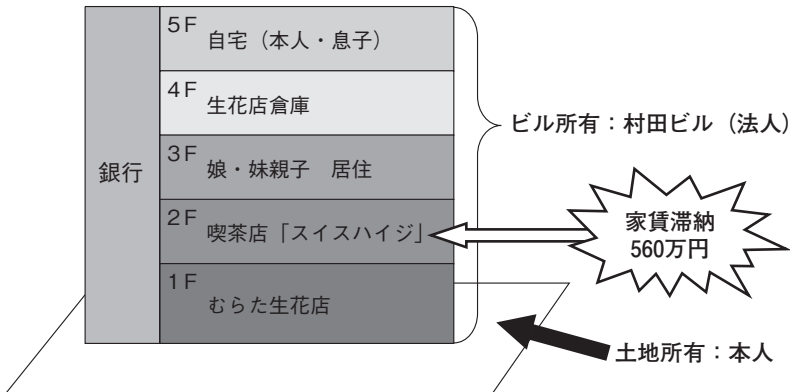 銀行
5F
自宅（本人・息子）
4F
生花店倉庫
3F
娘・妹親子　居住
2F
喫茶店「スイスハイジ」
1F
むらた生花店
ビル所有：村田ビル（法人）
家賃滞納
560万円
土地所有：本人